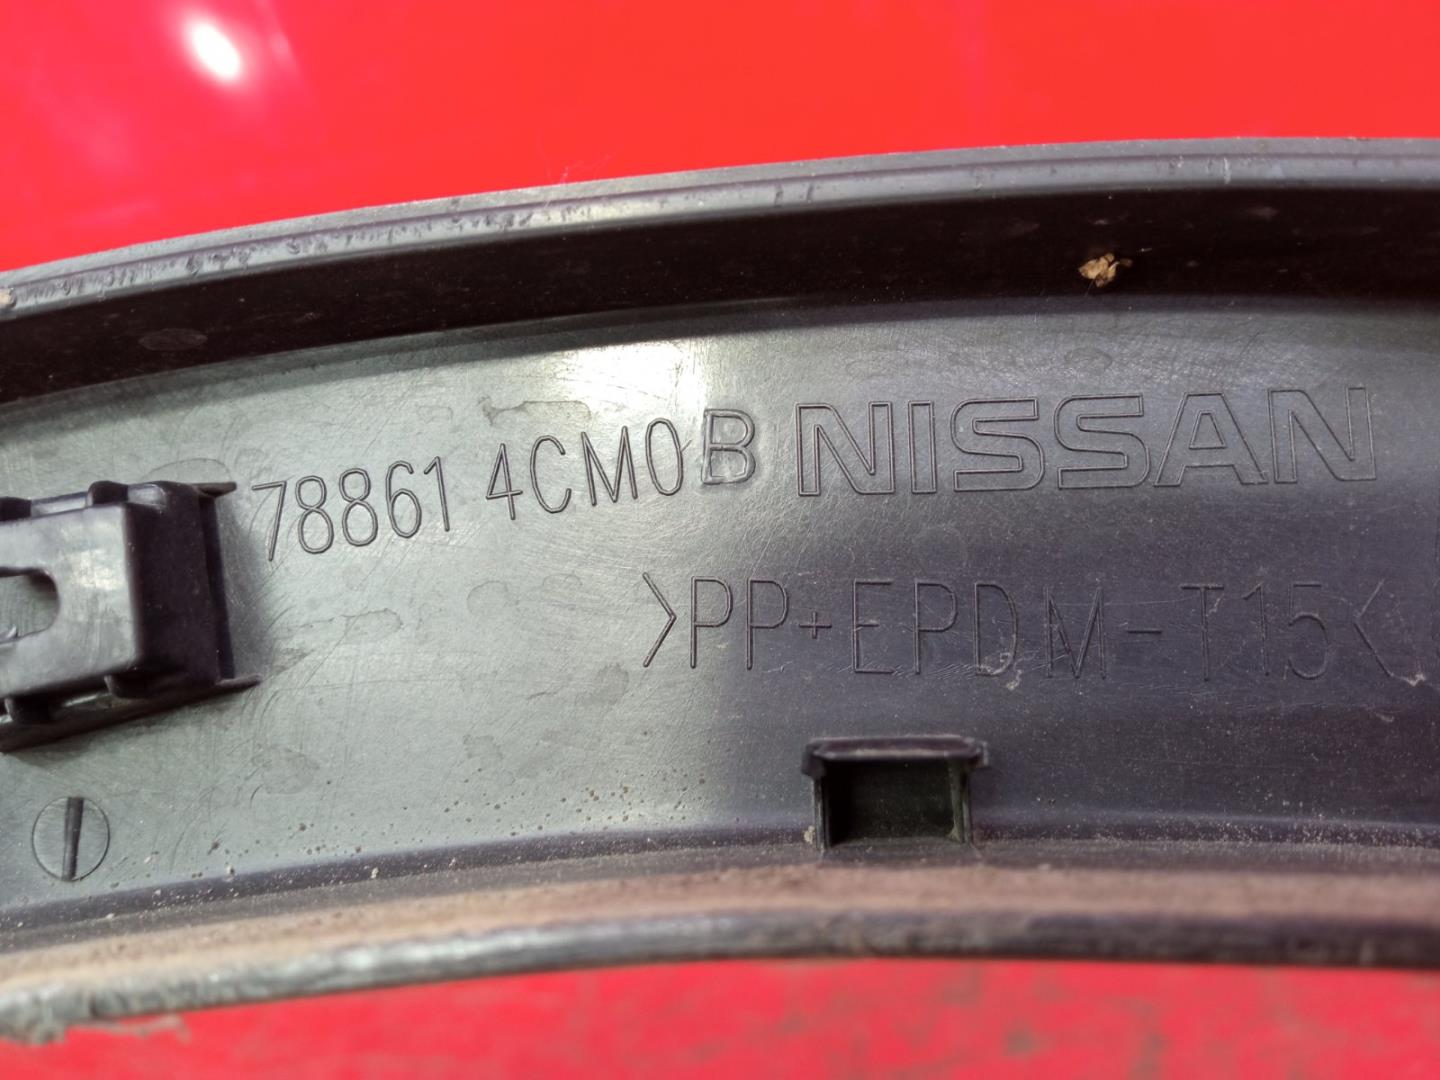 78861 4CM0B NISSAN
>PP+EPDM-T15<